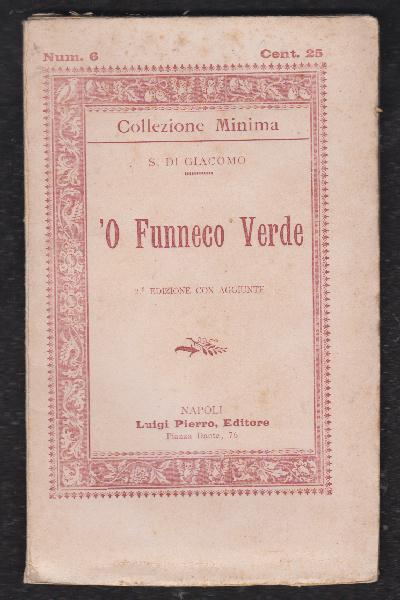 Num. 6 Cent. 25
Collezione Minima
S. DI GIACOMO
'O Funneco Verde
2.ª EDIZIONE CON AGGIUNTE
NAPOLI
Luigi Pierro, Editore
Piazza Dante, 76